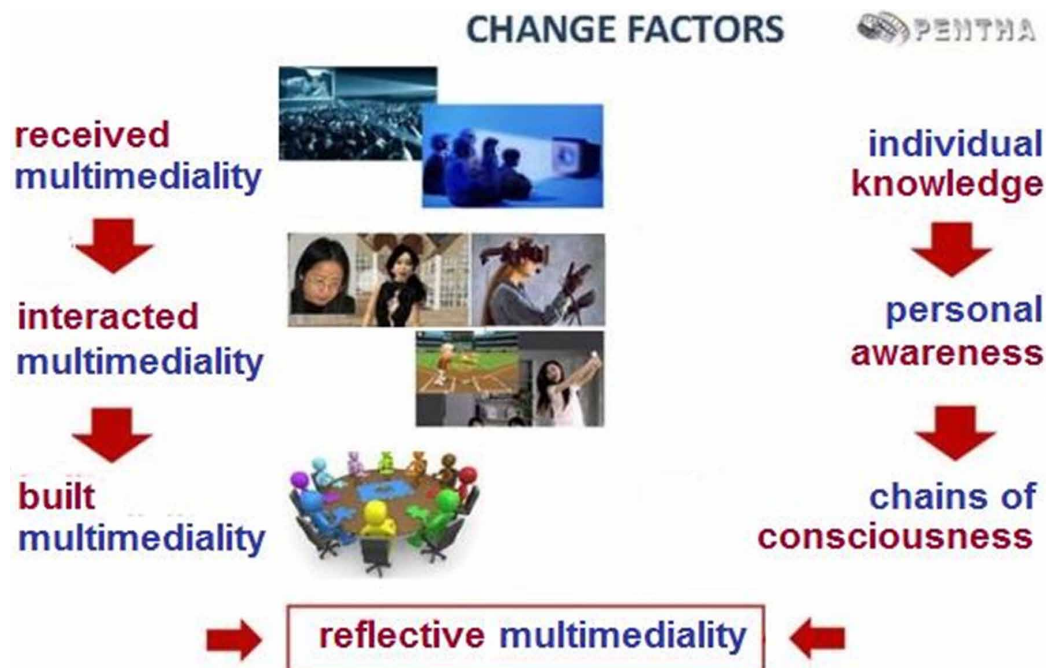 CHANGE FACTORS
PENTHA
received
multimediality
interacted
multimediality
built
multimediality
individual
knowledge
personal
awareness
chains of
consciousness
reflective multimediality